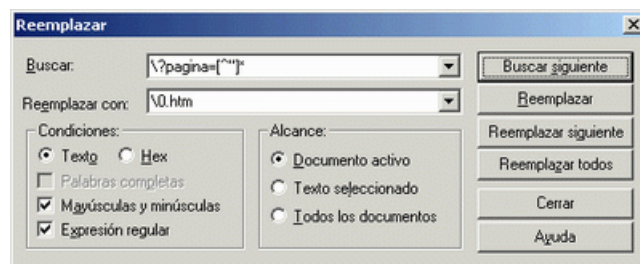 Reemplazar
Buscar: \?pagina=[^"]*
Buscar siguiente
Reemplazar con: \0.htm
Reemplazar
Condiciones:
Alcance:
Reemplazar siguiente
Texto Hex
Documento activo
Reemplazar todos
Palabras completas
Texto seleccionado
Mayúsculas y minúsculas
Todos los documentos
Cerrar
Expresión regular
Ayuda